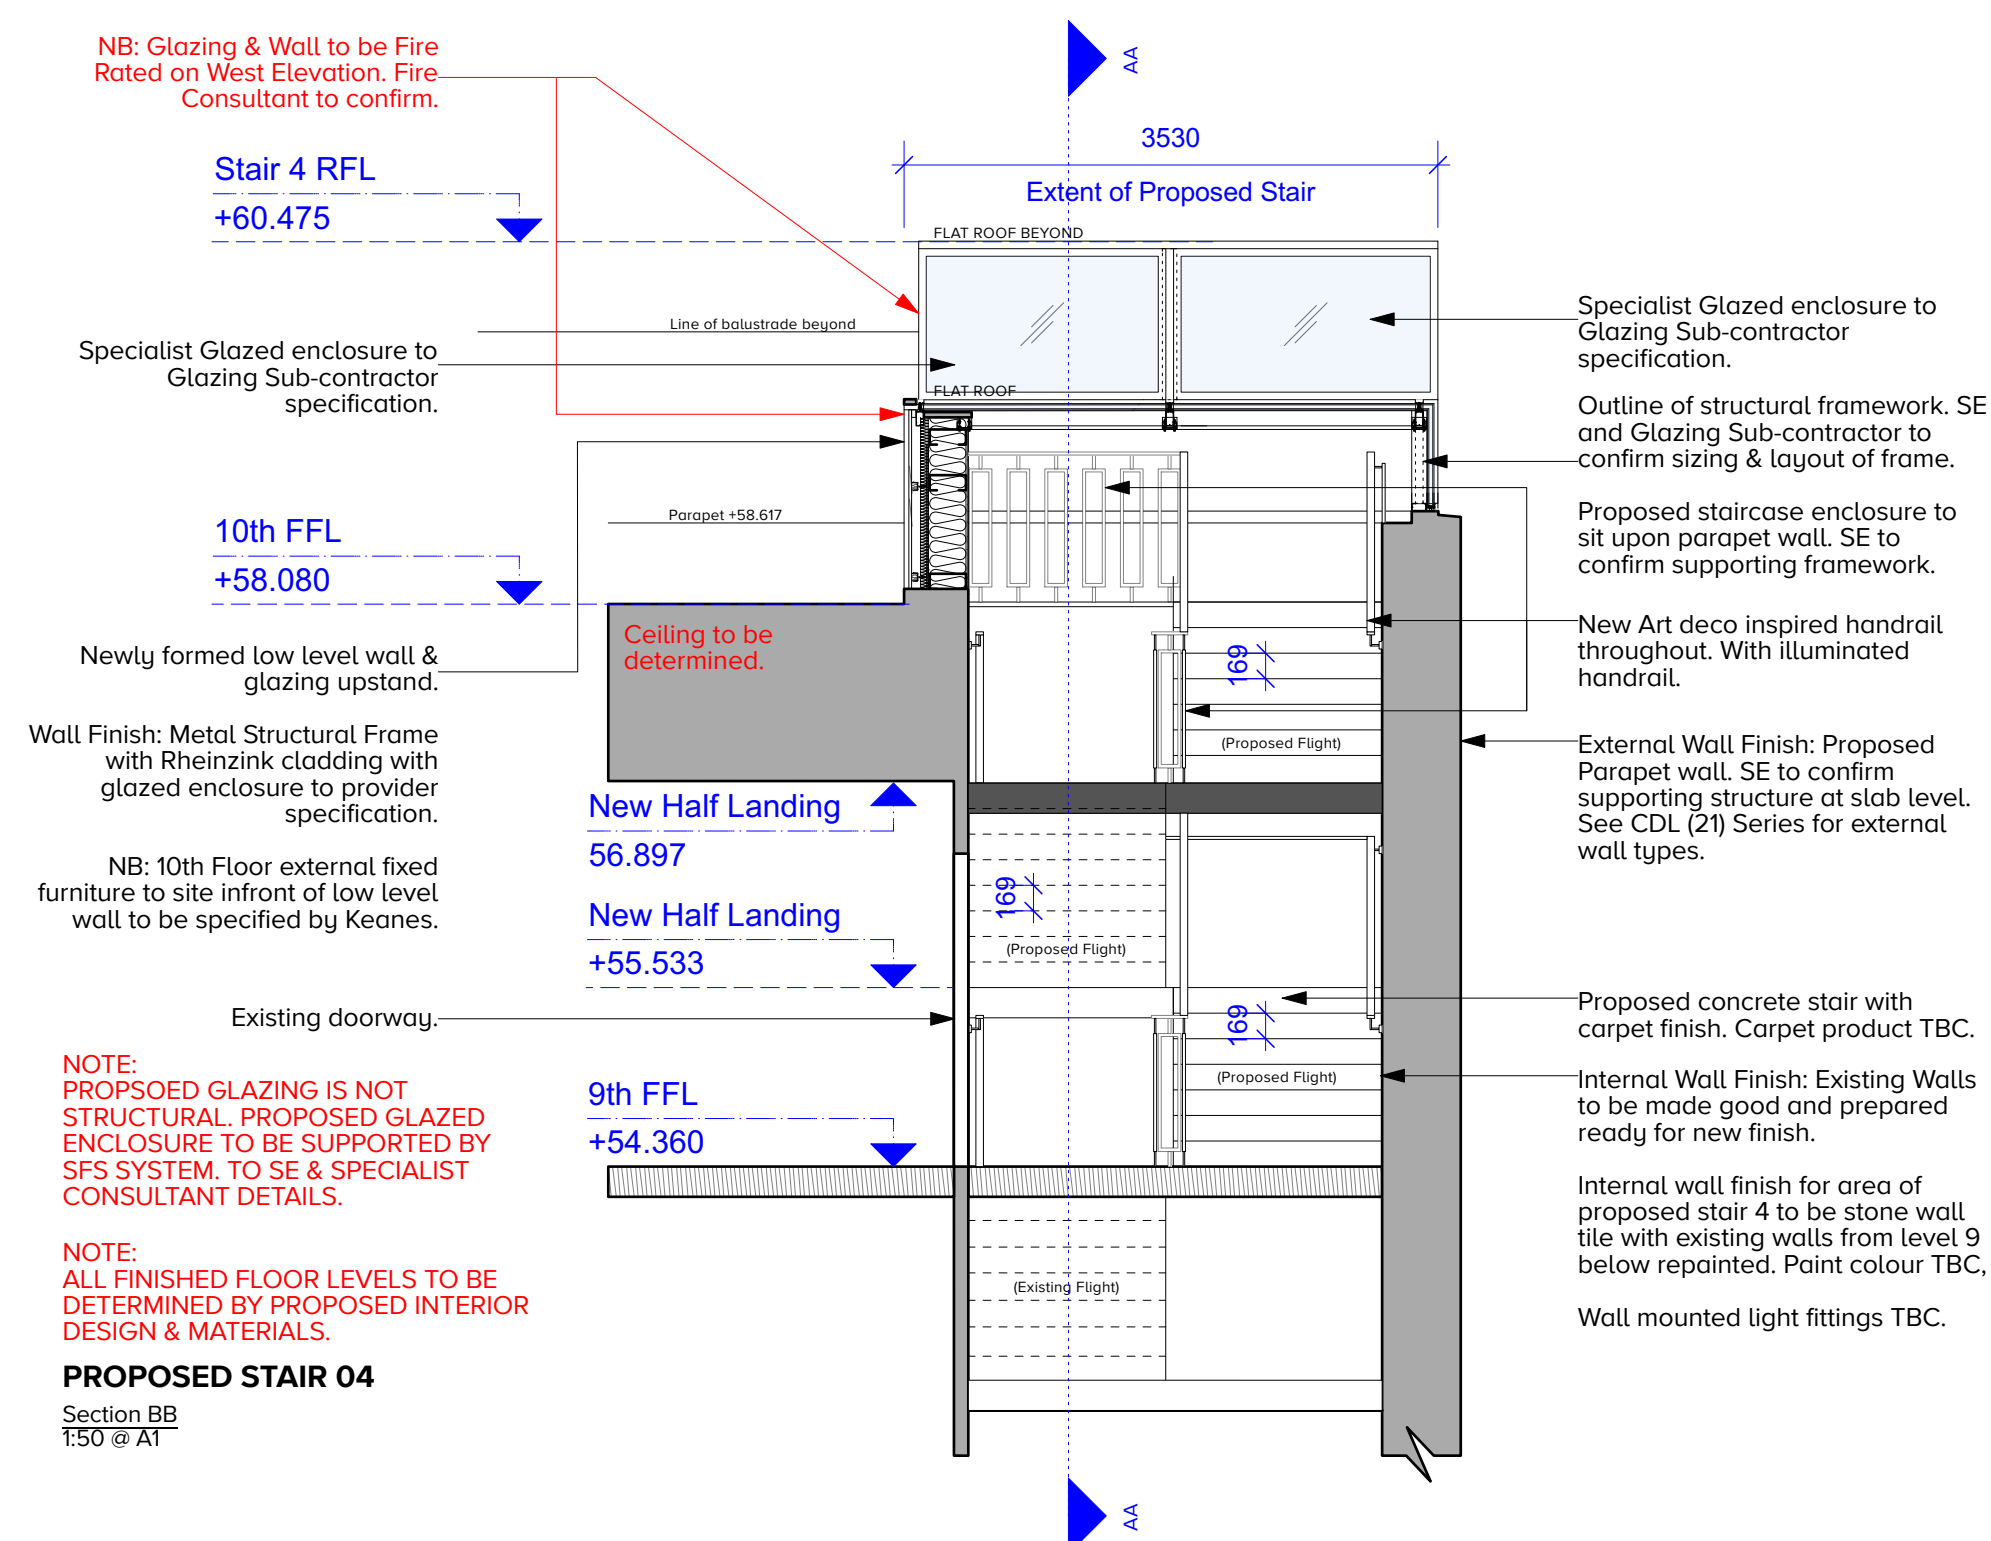 NB: Glazing & Wall to be Fire
Rated on West Elevation. Fire
Consultant to confirm.
AA
3530
Extent of Proposed Stair
Stair 4 RFL
+60.475
FLAT ROOF BEYOND
Line of balustrade beyond
Specialist Glazed enclosure to
Glazing Sub-contractor
specification.
FLAT ROOF
Specialist Glazed enclosure to
Glazing Sub-contractor
specification.
Outline of structural framework. SE
and Glazing Sub-contractor to
confirm sizing & layout of frame.
Parapet +58.617
10th FFL
+58.080
Proposed staircase enclosure to
sit upon parapet wall. SE to
confirm supporting framework.
Ceiling to be
determined.
New Art deco inspired handrail
throughout. With illuminated
handrail.
Newly formed low level wall &
glazing upstand.
169
(Proposed Flight)
Wall Finish: Metal Structural Frame
with Rheinzink cladding with
glazed enclosure to provider
specification.
External Wall Finish: Proposed
Parapet wall. SE to confirm
supporting structure at slab level.
See CDL (21) Series for external
wall types.
New Half Landing
56.897
NB: 10th Floor external fixed
furniture to site infront of low level
wall to be specified by Keanes.
169
(Proposed Flight)
New Half Landing
+55.533
Existing doorway.
169
(Proposed Flight)
Proposed concrete stair with
carpet finish. Carpet product TBC.
Internal Wall Finish: Existing Walls
to be made good and prepared
ready for new finish.
9th FFL
+54.360
NOTE:
PROPSOED GLAZING IS NOT
STRUCTURAL. PROPOSED GLAZED
ENCLOSURE TO BE SUPPORTED BY
SFS SYSTEM. TO SE & SPECIALIST
CONSULTANT DETAILS.
Internal wall finish for area of
proposed stair 4 to be stone wall
tile with existing walls from level 9
below repainted. Paint colour TBC,
(Existing Flight)
Wall mounted light fittings TBC.
NOTE:
ALL FINISHED FLOOR LEVELS TO BE
DETERMINED BY PROPOSED INTERIOR
DESIGN & MATERIALS.
PROPOSED STAIR 04
Section BB
1:50 @ A1
AA